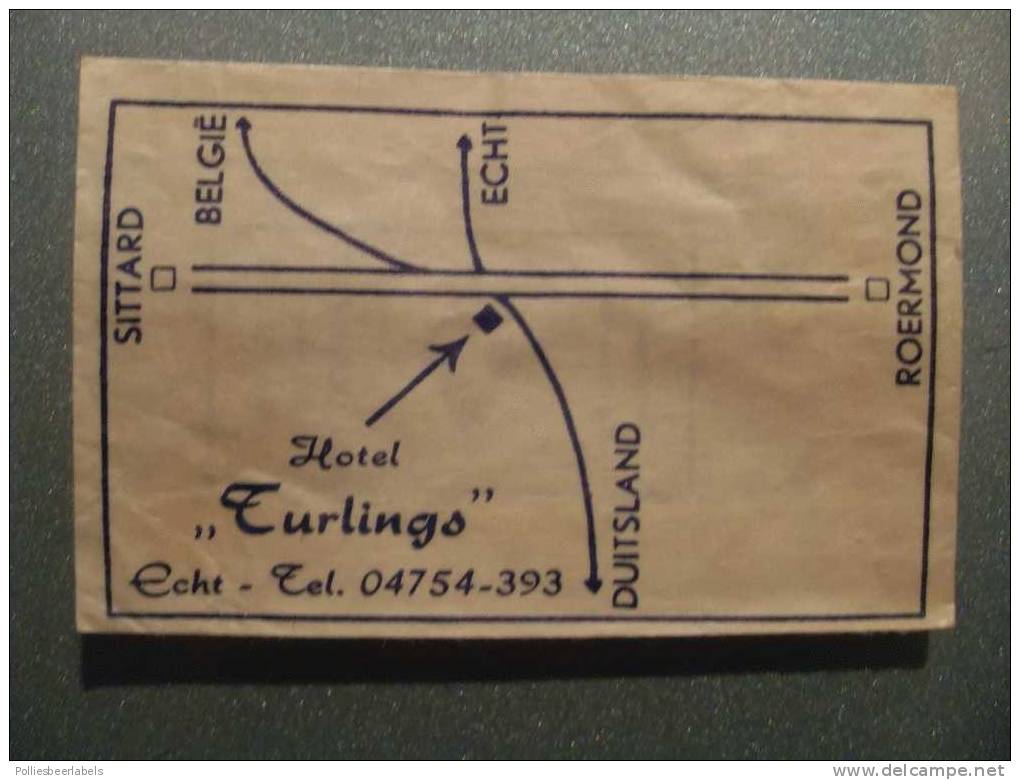 SITTARD
BELGIË
ECHT
ROERMOND
DUITSLAND
Hotel
„Turlings”
Echt - Tel. 04754-393
Polliesbeerlabels
www.delcampe.net